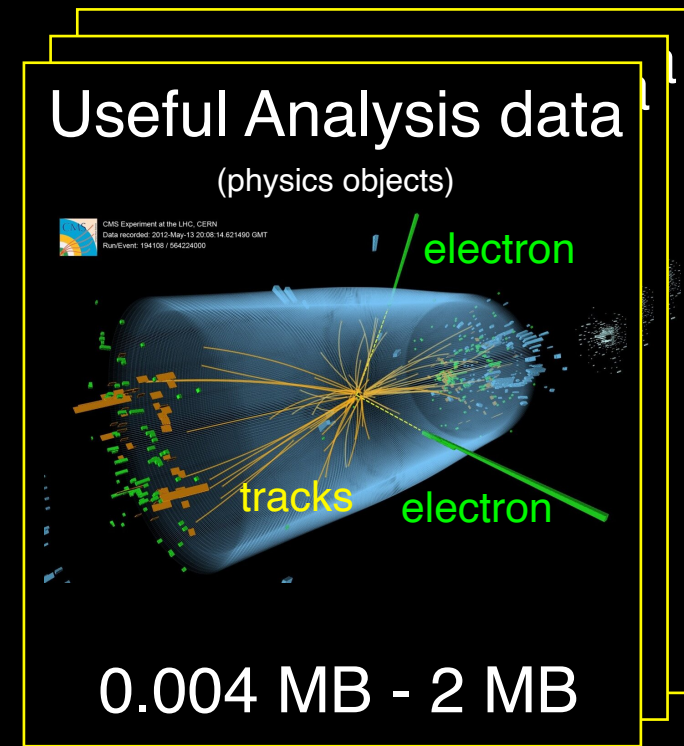 Useful Analysis data
(physics objects)
CMS
CMS Experiment at the LHC, CERN
Data recorded: 2012-May-13 20:08:14.621490 GMT
Run/Event: 194108 / 564224000
electron
tracks
electron
0.004 MB - 2 MB